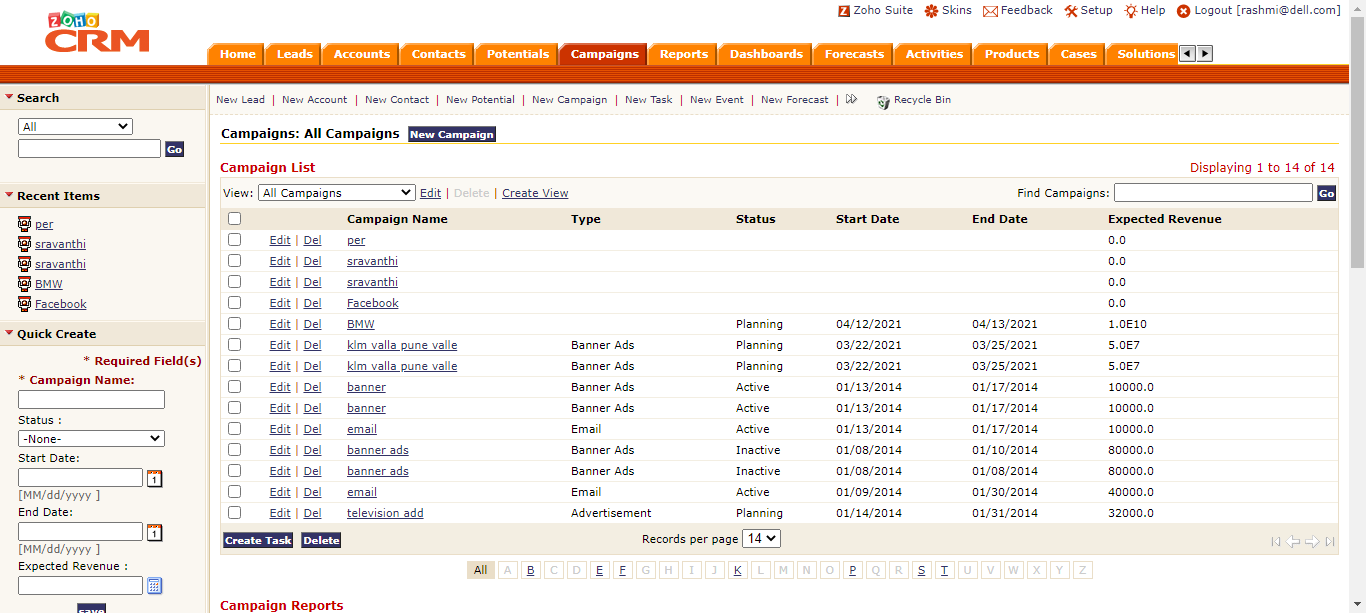 ZOHO
CRM
Zoho Suite Skins Feedback Setup Help Logout [rashmi@dell.com]
Home Leads Accounts Contacts Potentials Campaigns Reports Dashboards Forecasts Activities Products Cases Solutions
Search
All
Go
Recent Items
per
sravanthi
sravanthi
BMW
Facebook
Quick Create
* Required Field(s)
* Campaign Name:
Status :
-None-
Start Date:
1
[MM/dd/yyyy ]
End Date:
1
[MM/dd/yyyy ]
Expected Revenue :
save
New Lead | New Account | New Contact | New Potential | New Campaign | New Task | New Event | New Forecast | Recycle Bin
Campaigns: All Campaigns New Campaign
Campaign List Displaying 1 to 14 of 14
View: All Campaigns Edit | Delete | Create View Find Campaigns: Go
Campaign Name Type Status Start Date End Date Expected Revenue
Edit | Del per 0.0
Edit | Del sravanthi 0.0
Edit | Del sravanthi 0.0
Edit | Del Facebook 0.0
Edit | Del BMW Planning 04/12/2021 04/13/2021 1.0E10
Edit | Del klm valla pune valle Banner Ads Planning 03/22/2021 03/25/2021 5.0E7
Edit | Del klm valla pune valle Banner Ads Planning 03/22/2021 03/25/2021 5.0E7
Edit | Del banner Banner Ads Active 01/13/2014 01/17/2014 10000.0
Edit | Del banner Banner Ads Active 01/13/2014 01/17/2014 10000.0
Edit | Del email Email Active 01/13/2014 01/17/2014 10000.0
Edit | Del banner ads Banner Ads Inactive 01/08/2014 01/10/2014 80000.0
Edit | Del banner ads Banner Ads Inactive 01/08/2014 01/08/2014 80000.0
Edit | Del email Email Active 01/09/2014 01/30/2014 40000.0
Edit | Del television add Advertisement Planning 01/14/2014 01/31/2014 32000.0
Create Task Delete Records per page 14
All A B C D E F G H I J K L M N O P Q R S T U V W X Y Z
Campaign Reports